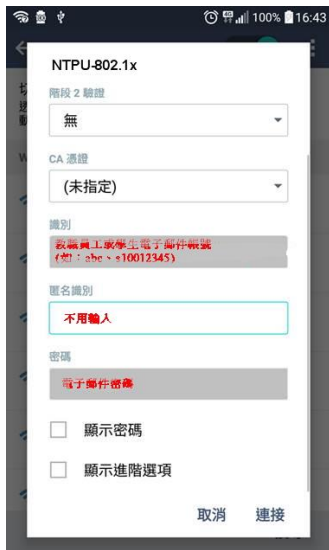 100% 16:43
NTPU-802.1x
階段 2 驗證
無
CA 憑證
(未指定)
識別
教職員工或學生電子郵件帳號
(如：abc、s10012345)
匿名識別
不用輸入
密碼
電子郵件密碼
顯示密碼
顯示進階選項
取消 連接